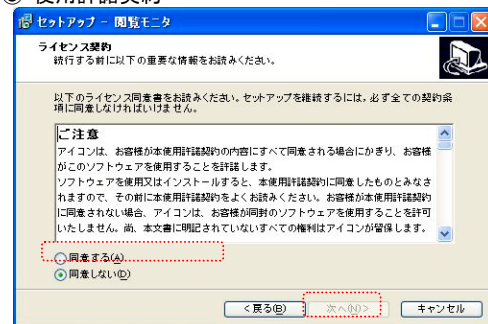 ② 使用許諾契約
セットアップ - 閲覧モニタ
ライセンス契約
続行する前に以下の重要な情報をお読みください。
以下のライセンス同意書をお読みください。セットアップを継続するには、必ず全ての契約条
項に同意しなければいけません。
ご注意
アイコンは、お客様が本使用許諾契約の内容にすべて同意される場合にかぎり、お客様
がこのソフトウェアを使用することを許諾します。
ソフトウェアを使用又はインストールすると、本使用許諾契約に同意したものとみなさ
れますので、その前に本使用許諾契約をよくお読みください。お客様が本使用許諾契約
に同意されない場合、アイコンは、お客様が同封のソフトウェアを使用することを許可
いたしません。尚、本文書に明記されていないすべての権利はアイコンが留保します。
同意する(A)
同意しない(D)
< 戻る(B)
次へ(N) >
キャンセル